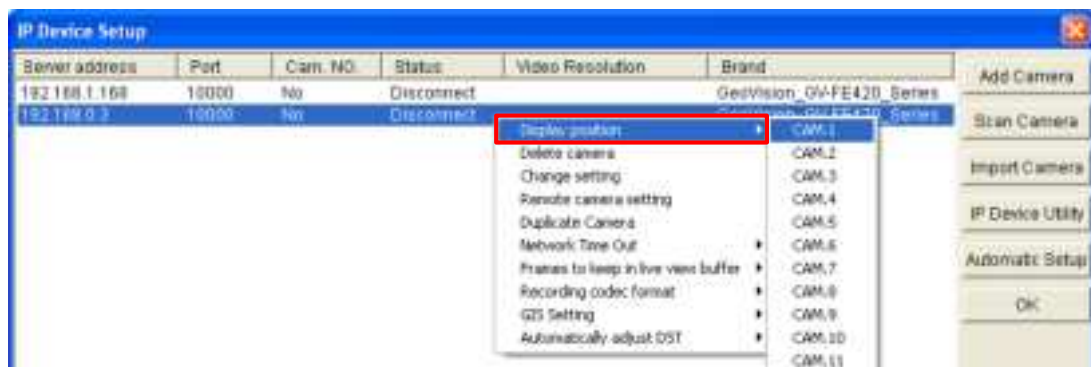 IP Device Setup
Server address Port Cam. NO. Status Video Resolution Brand
192.168.1.168 10000 No Disconnect GeoVision_GV-FE420_Series
192.168.0.2 10000 No Disconnect GeoVision_GV-FE420_Series
Display position CAM.1
Delete camera CAM.2
Change setting CAM.3
Remote camera setting CAM.4
Duplicate Camera CAM.5
Network Time Out CAM.6
Frames to keep in live view buffer CAM.7
Recording codec format CAM.8
GIS Setting CAM.9
Automatically adjust DST CAM.10
CAM.11
Add Camera
Scan Camera
Import Camera
IP Device Utility
Automatic Setup
OK